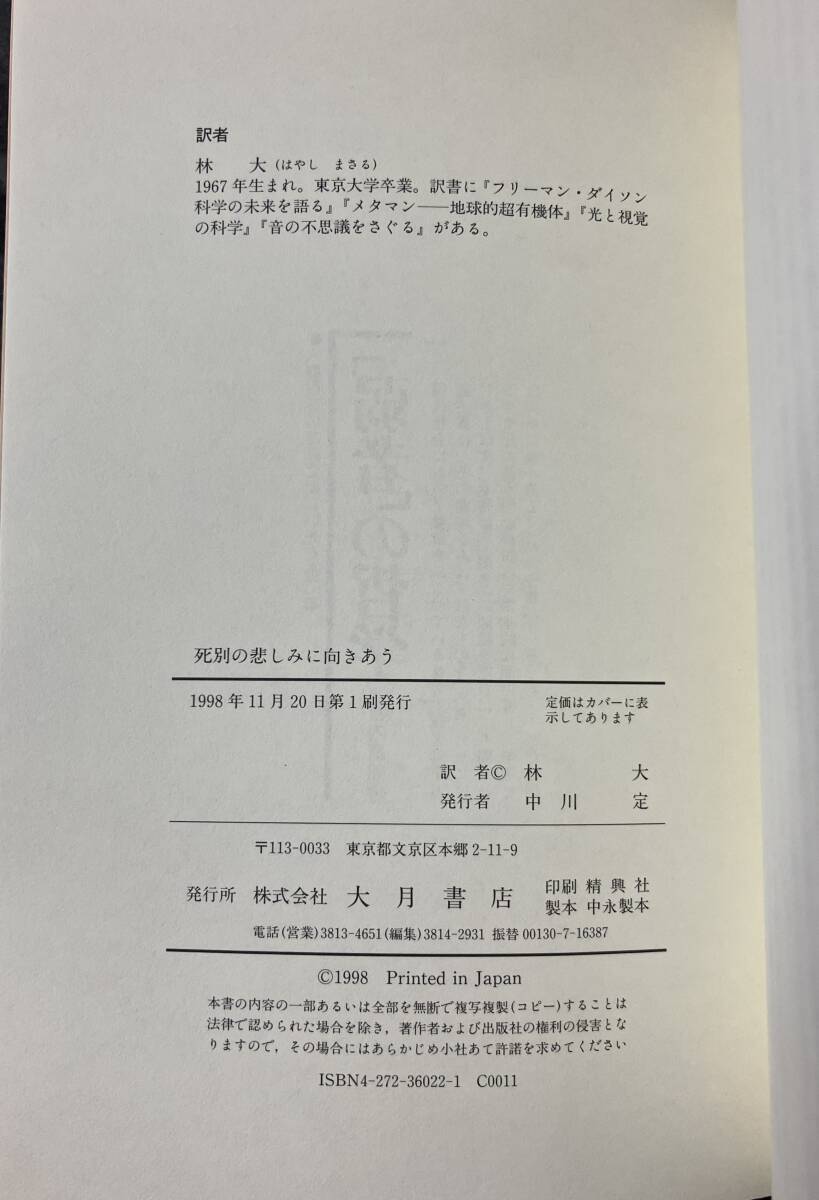 訳者
林　大(はやし　まさる)
1967年生まれ。東京大学卒業。訳書に『フリーマン・ダイソン
科学の未来を語る』『メタマン――地球的超有機体』『光と視覚
の科学』『音の不思議をさぐる』がある。
死別の悲しみに向きあう
1998年11月20日第1刷発行
定価はカバーに表
示してあります
訳　者©　林　　　大
発行者　中　川　　定
〒113-0033　東京都文京区本郷2-11-9
発行所　株式会社　大　月　書　店
印刷　精　興　社
製本　中永製本
電話(営業)3813-4651(編集)3814-2931　振替00130-7-16387
©1998　Printed in Japan
本書の内容の一部あるいは全部を無断で複写複製(コピー)することは
法律で認められた場合を除き，著作者および出版社の権利の侵害とな
りますので，その場合にはあらかじめ小社あて許諾を求めてください
ISBN4-272-36022-1　C0011